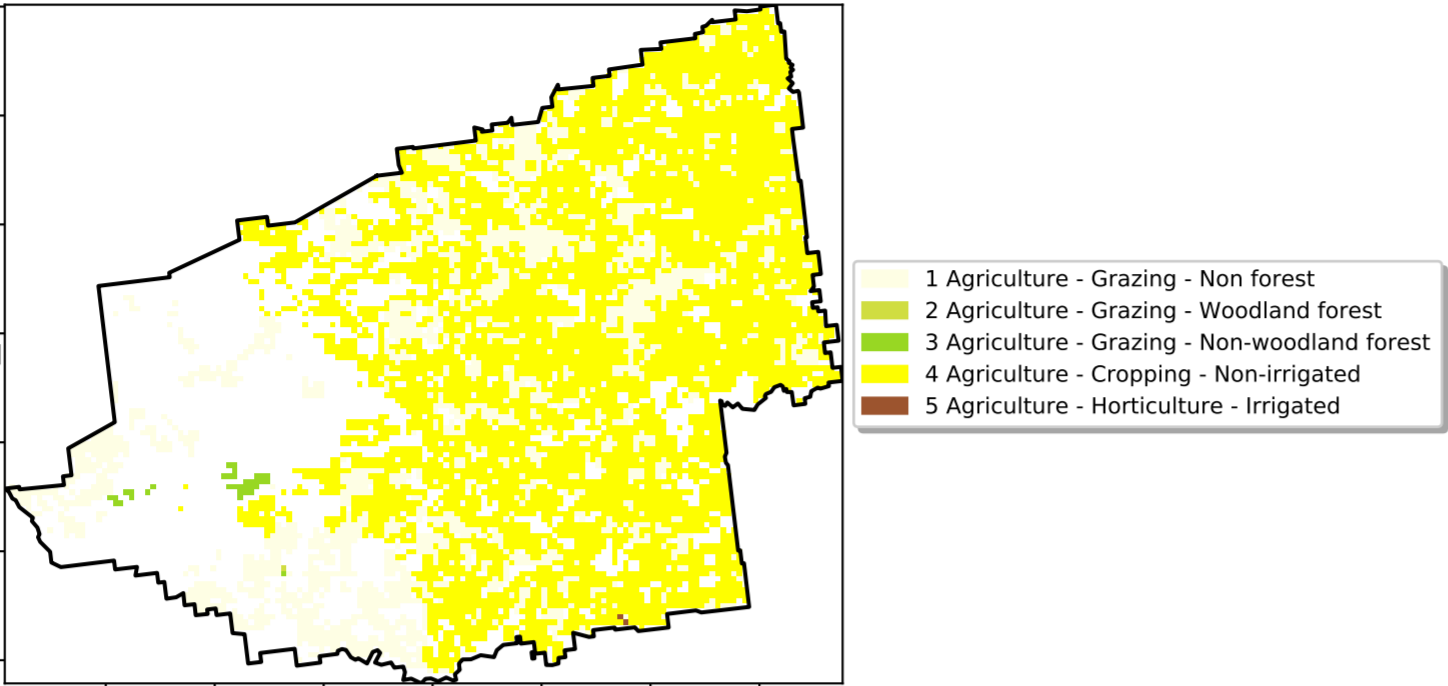 1 Agriculture - Grazing - Non forest
2 Agriculture - Grazing - Woodland forest
3 Agriculture - Grazing - Non-woodland forest
4 Agriculture - Cropping - Non-irrigated
5 Agriculture - Horticulture - Irrigated